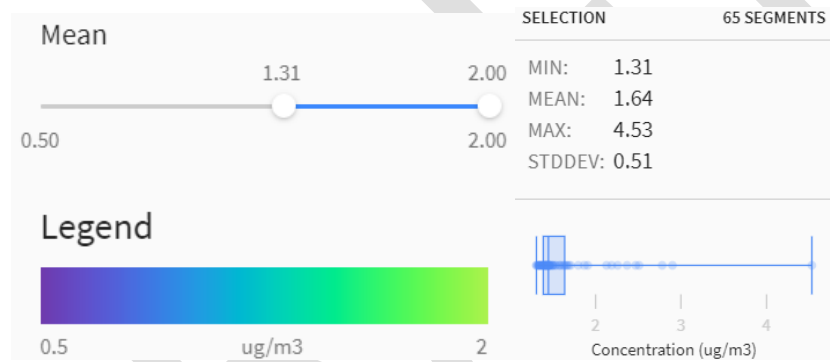 Mean
1.31 2.00
0.50 2.00
Legend
0.5 ug/m3 2
SELECTION 65 SEGMENTS
MIN: 1.31
MEAN: 1.64
MAX: 4.53
STDDEV: 0.51
2 3 4
Concentration (ug/m3)